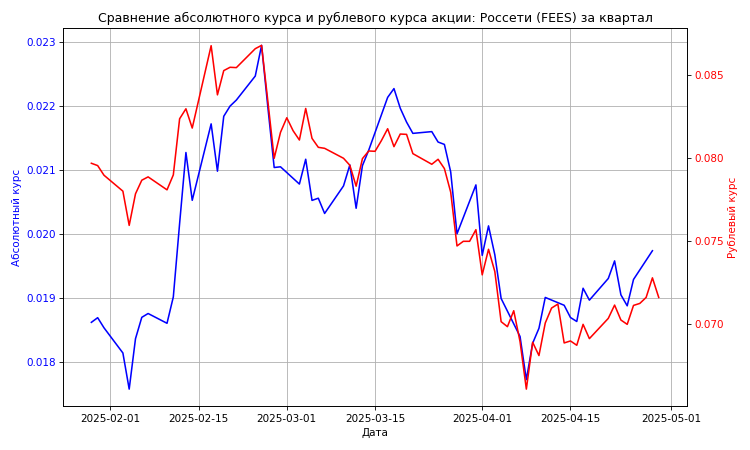 Сравнение абсолютного курса и рублевого курса акции: Россети (FEES) за квартал
0.023
0.022
0.021
0.020
0.019
0.018
Абсолютный курс
0.085
0.080
0.075
0.070
Рублевый курс
2025-02-01 2025-02-15 2025-03-01 2025-03-15 2025-04-01 2025-04-15 2025-05-01
Дата